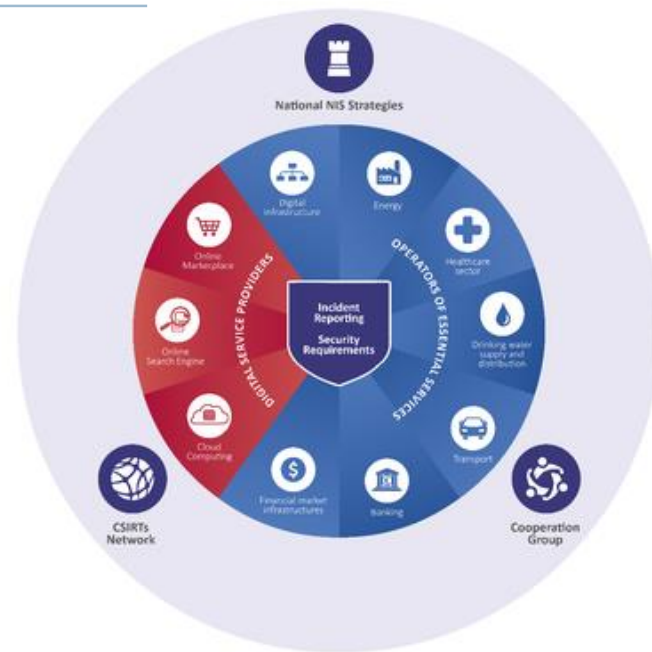 National NIS Strategies
Digital
infrastructure
Energy
Online
Marketplace
Healthcare
sector
DIGITAL SERVICE PROVIDERS
OPERATORS OF ESSENTIAL SERVICES
Incident
Reporting
Security
Requirements
Online
Search Engine
Drinking water
supply and
distribution
Cloud
Computing
Transport
Financial market
infrastructures
Banking
CSIRTs
Network
Cooperation
Group